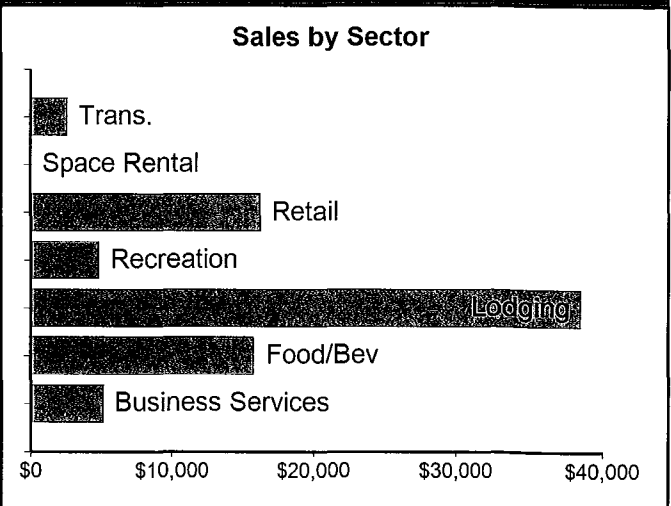 Sales by Sector
Trans.
Space Rental
Retail
Recreation
Lodging
Food/Bev
Business Services
$0 $10,000 $20,000 $30,000 $40,000